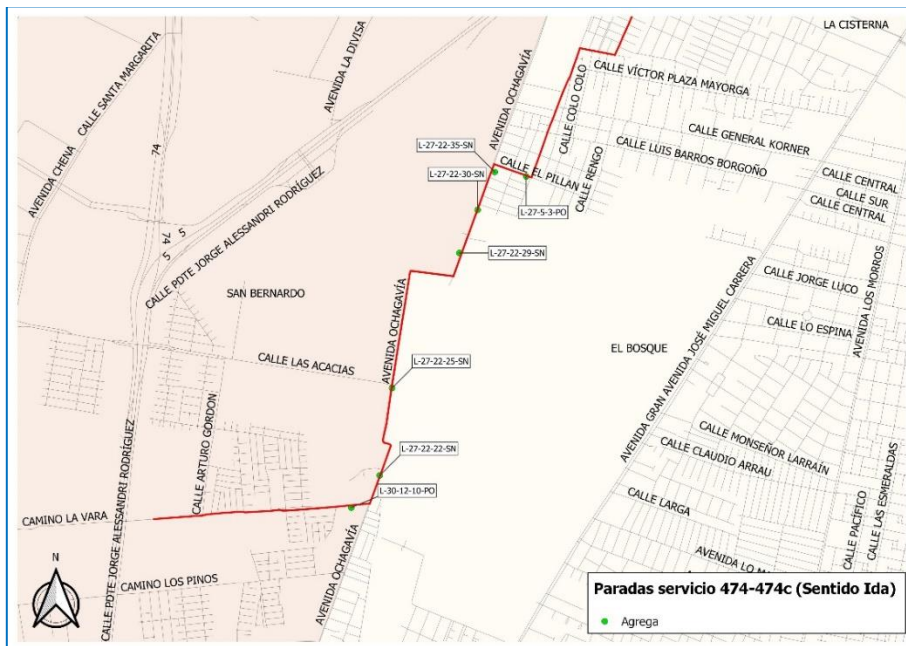 LA CISTERNA
CALLE SANTA MARGARITA
AVENIDA LA DIVISA
AVENIDA OCHAGAVÍA
CALLE COLO COLO
CALLE VÍCTOR PLAZA MAYORGA
AVENIDA CHENA
74
CALLE GENERAL KORNER
L-27-22-35-SN
CALLE LUIS BARROS BORGOÑO
CALLE EL PILLAN
CALLE RENGO
L-27-22-30-SN
CALLE CENTRAL
CALLE SUR
CALLE CENTRAL
L-27-5-3-PO
CALLE PDTE JORGE ALESSANDRI RODRÍGUEZ
74
5
5
L-27-22-29-SN
CALLE JORGE LUCO
AVENIDA LOS MORROS
SAN BERNARDO
AVENIDA OCHAGAVÍA
AVENIDA GRAN AVENIDA JOSÉ MIGUEL CARRERA
CALLE LO ESPINA
EL BOSQUE
CALLE LAS ACACIAS
L-27-22-25-SN
CALLE ARTURO GORDON
CALLE PDTE JORGE ALESSANDRI RODRÍGUEZ
CALLE MONSEÑOR LARRAÍN
CALLE CLAUDIO ARRAU
L-27-22-22-SN
L-30-12-10-PO
CALLE LARGA
CALLE PACÍFICO
CALLE LAS ESMERALDAS
CAMINO LA VARA
AVENIDA OCHAGAVÍA
AVENIDA LO
N
CAMINO LOS PINOS
Paradas servicio 474-474c (Sentido Ida)
Agrega